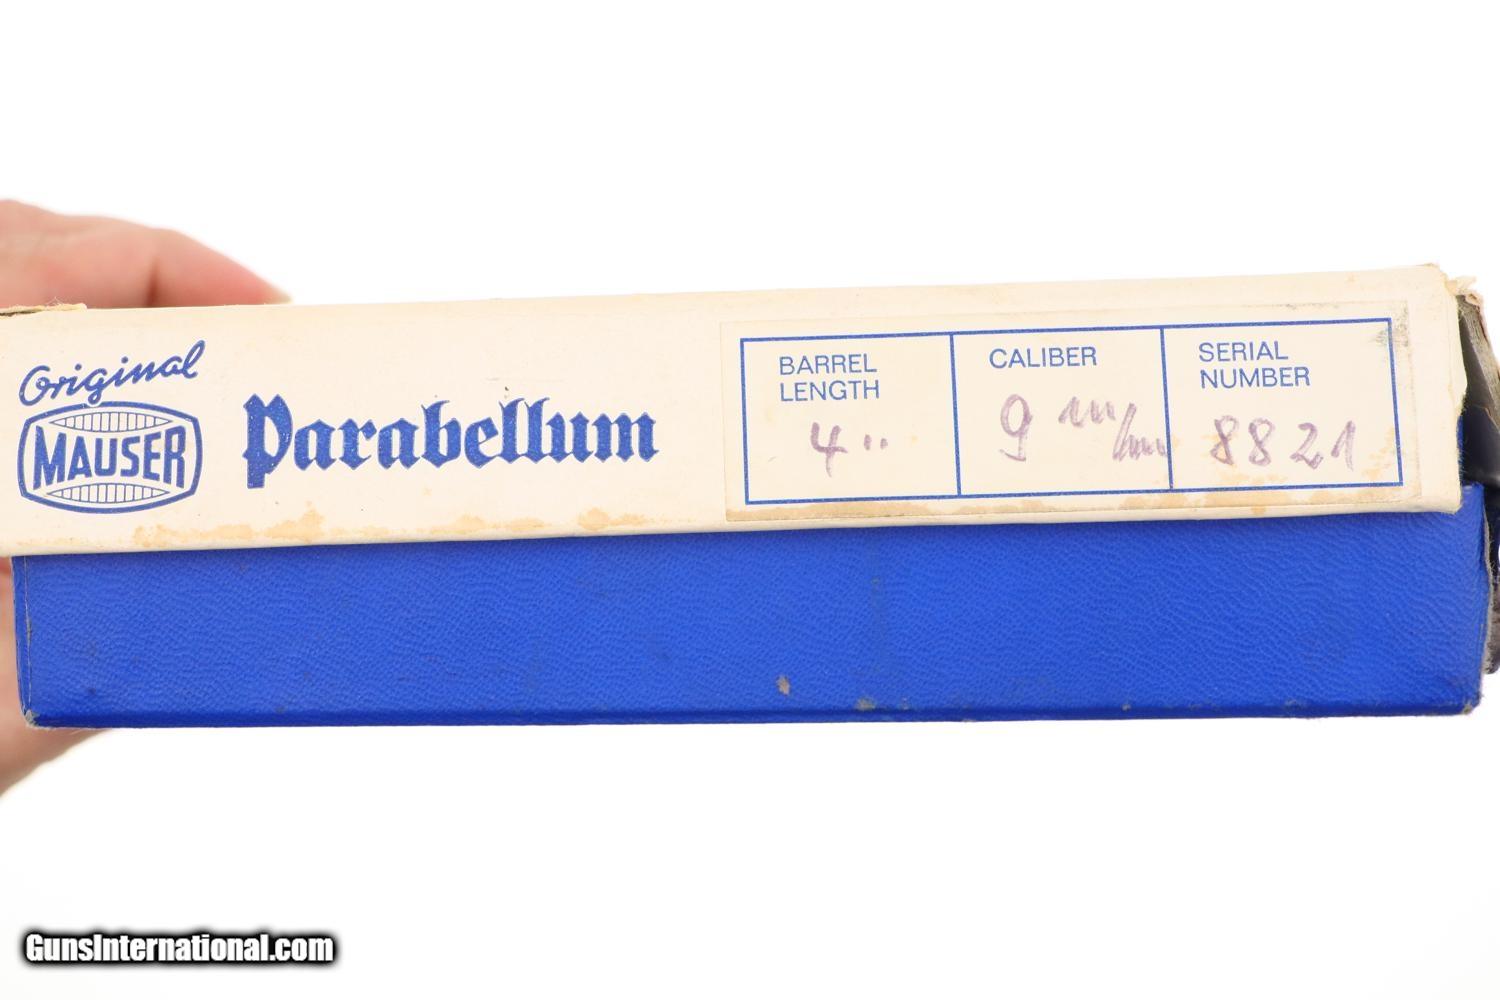 Original
MAUSER
Parabellum
BARREL
LENGTH
4"
CALIBER
9 m/m
SERIAL
NUMBER
8821
GunsInternational.com